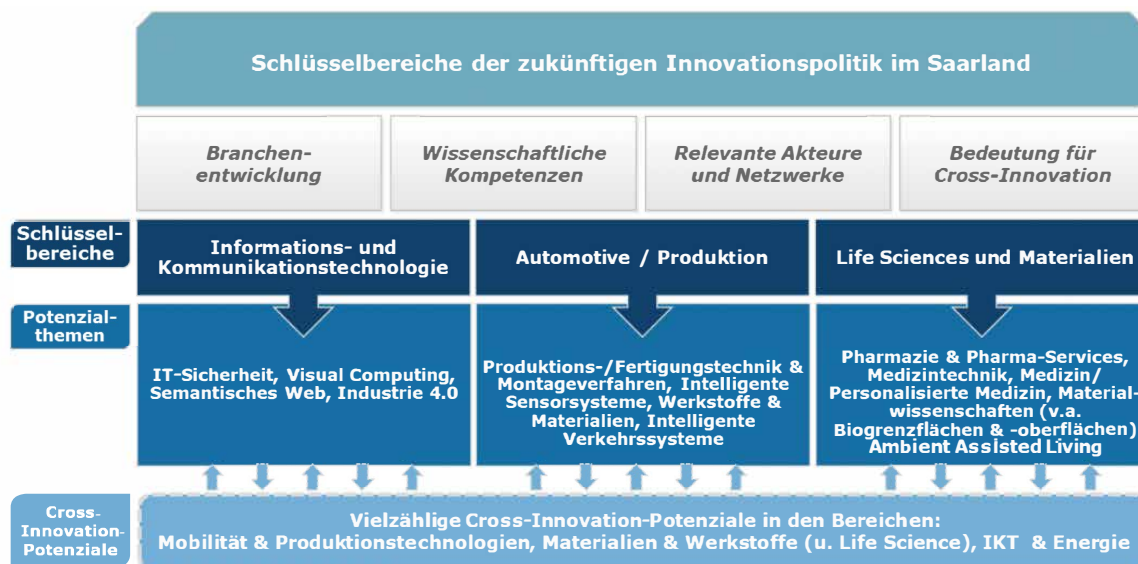 Schlüsselbereiche der zukünftigen Innovationspolitik im Saarland
Branchen-
entwicklung
Wissenschaftliche
Kompetenzen
Relevante Akteure
und Netzwerke
Bedeutung für
Cross-Innovation
Schlüssel-
bereiche
Informations- und
Kommunikationstechnologie
Automotive / Produktion
Life Sciences und Materialien
Potenzial-
themen
IT-Sicherheit, Visual Computing,
Semantisches Web, Industrie 4.0
Produktions-/Fertigungstechnik &
Montageverfahren, Intelligente
Sensorsysteme, Werkstoffe &
Materialien, Intelligente
Verkehrssysteme
Pharmazie & Pharma-Services,
Medizintechnik, Medizin/
Personalisierte Medizin, Material-
wissenschaften (v.a.
Biogrenzflächen & -oberflächen)
Ambient Assisted Living
Cross-
Innovation-
Potenziale
Vielzählige Cross-Innovation-Potenziale in den Bereichen:
Mobilität & Produktionstechnologien, Materialien & Werkstoffe (u. Life Science), IKT & Energie